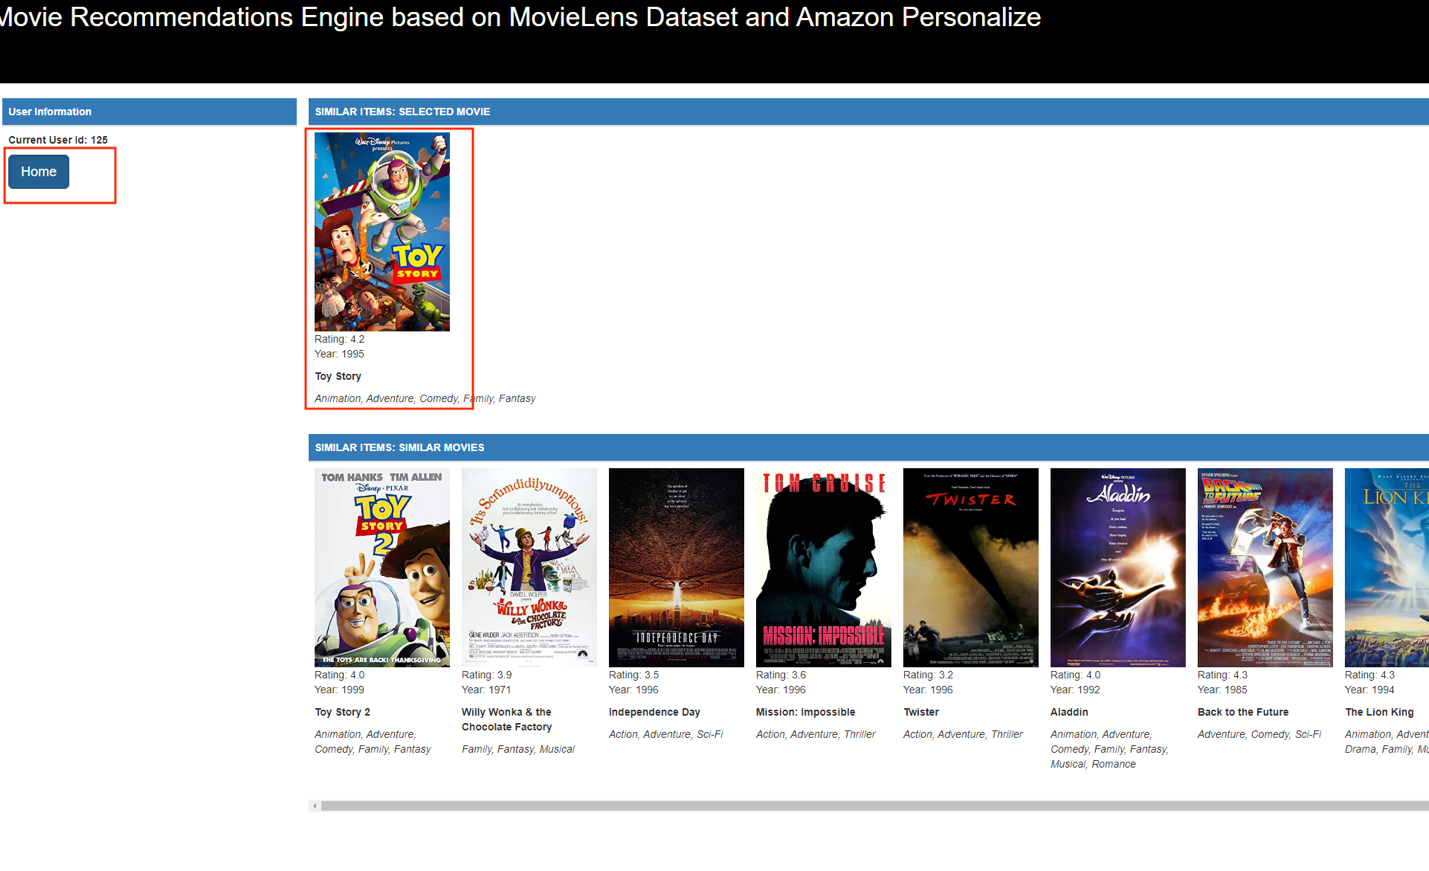 Movie Recommendations Engine based on MovieLens Dataset and Amazon Personalize
User Information
Current User Id: 125
Home
SIMILAR ITEMS: SELECTED MOVIE
WALT DISNEY PICTURES
presents
TOY
STORY
Rating: 4.2
Year: 1995
Toy Story
Animation, Adventure, Comedy, Family, Fantasy
SIMILAR ITEMS: SIMILAR MOVIES
TOM HANKS TIM ALLEN
Disney · PIXAR
TOY
STORY
2
THE TOYS ARE BACK! THANKSGIVING
Rating: 4.0
Year: 1999
Toy Story 2
Animation, Adventure,
Comedy, Family, Fantasy
"It's Scrumdidilyumptious!
DAVID L. WOLPER
WILLY WONKA
& THE CHOCOLATE
FACTORY
GENE WILDER JACK ALBERTSON
Rating: 3.9
Year: 1971
Willy Wonka & the
Chocolate Factory
Family, Fantasy, Musical
INDEPENDENCE DAY
Rating: 3.5
Year: 1996
Independence Day
Action, Adventure, Sci-Fi
TOM CRUISE
MISSION: IMPOSSIBLE
Rating: 3.6
Year: 1996
Mission: Impossible
Action, Adventure, Thriller
TWISTER
Rating: 3.2
Year: 1996
Twister
Action, Adventure, Thriller
Aladdin
Rating: 4.0
Year: 1992
Aladdin
Animation, Adventure,
Comedy, Family, Fantasy,
Musical, Romance
BACK
TO THE FUTURE
Rating: 4.3
Year: 1985
Back to the Future
Adventure, Comedy, Sci-Fi
THE
LION K
Rating: 4.3
Year: 1994
The Lion King
Animation, Advent
Drama, Family, Mu